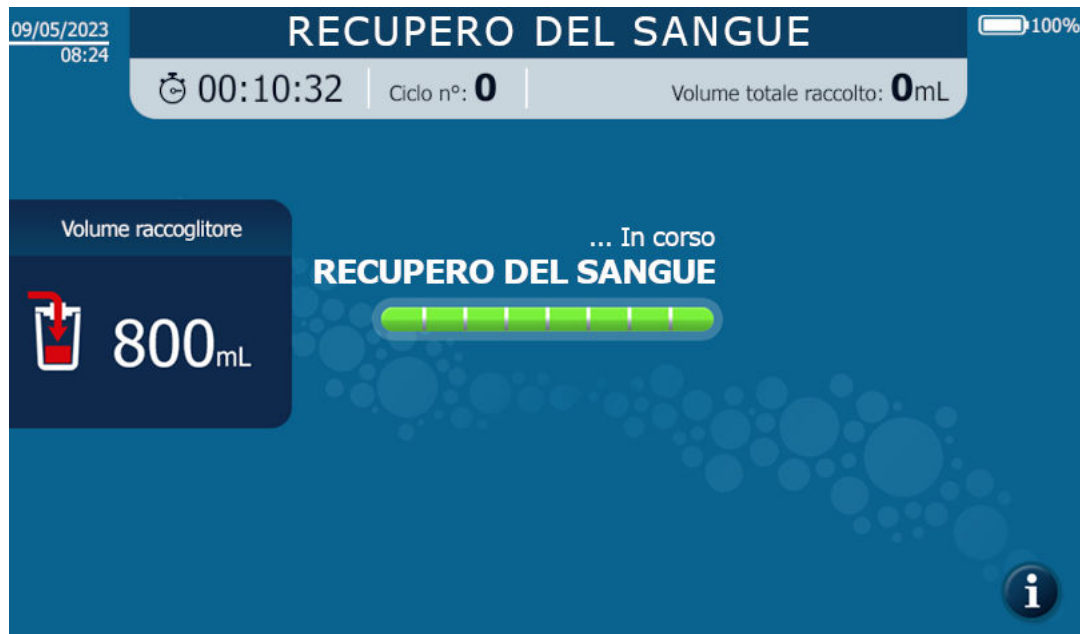 09/05/2023
08:24
RECUPERO DEL SANGUE
100%
00:10:32 Ciclo n°: 0 Volume totale raccolto: 0mL
Volume raccoglitore
800mL
... In corso
RECUPERO DEL SANGUE
i